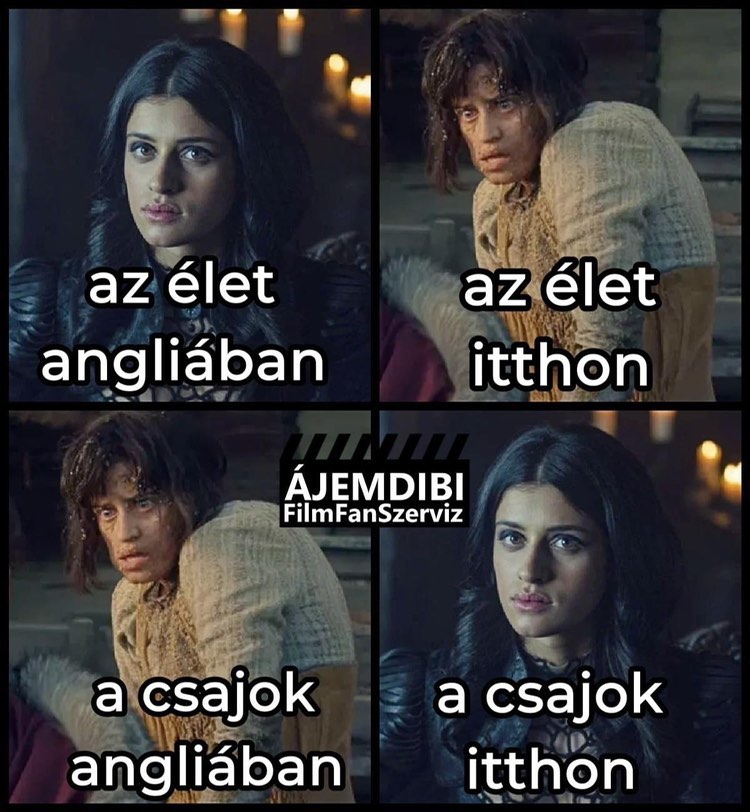 az élet
angliában
az élet
itthon
ÁJEMDIBI
FilmFanSzerviz
a csajok
angliában
a csajok
itthon